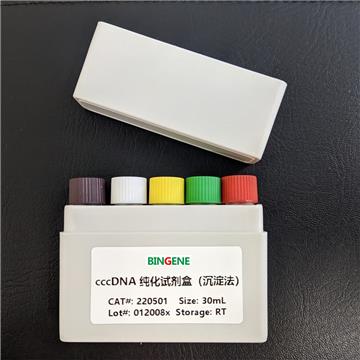 BINGENE
cccDNA 纯化试剂盒（沉淀法）
CAT#: 220501 Size: 30mL
Lot#: 012008x Storage: RT